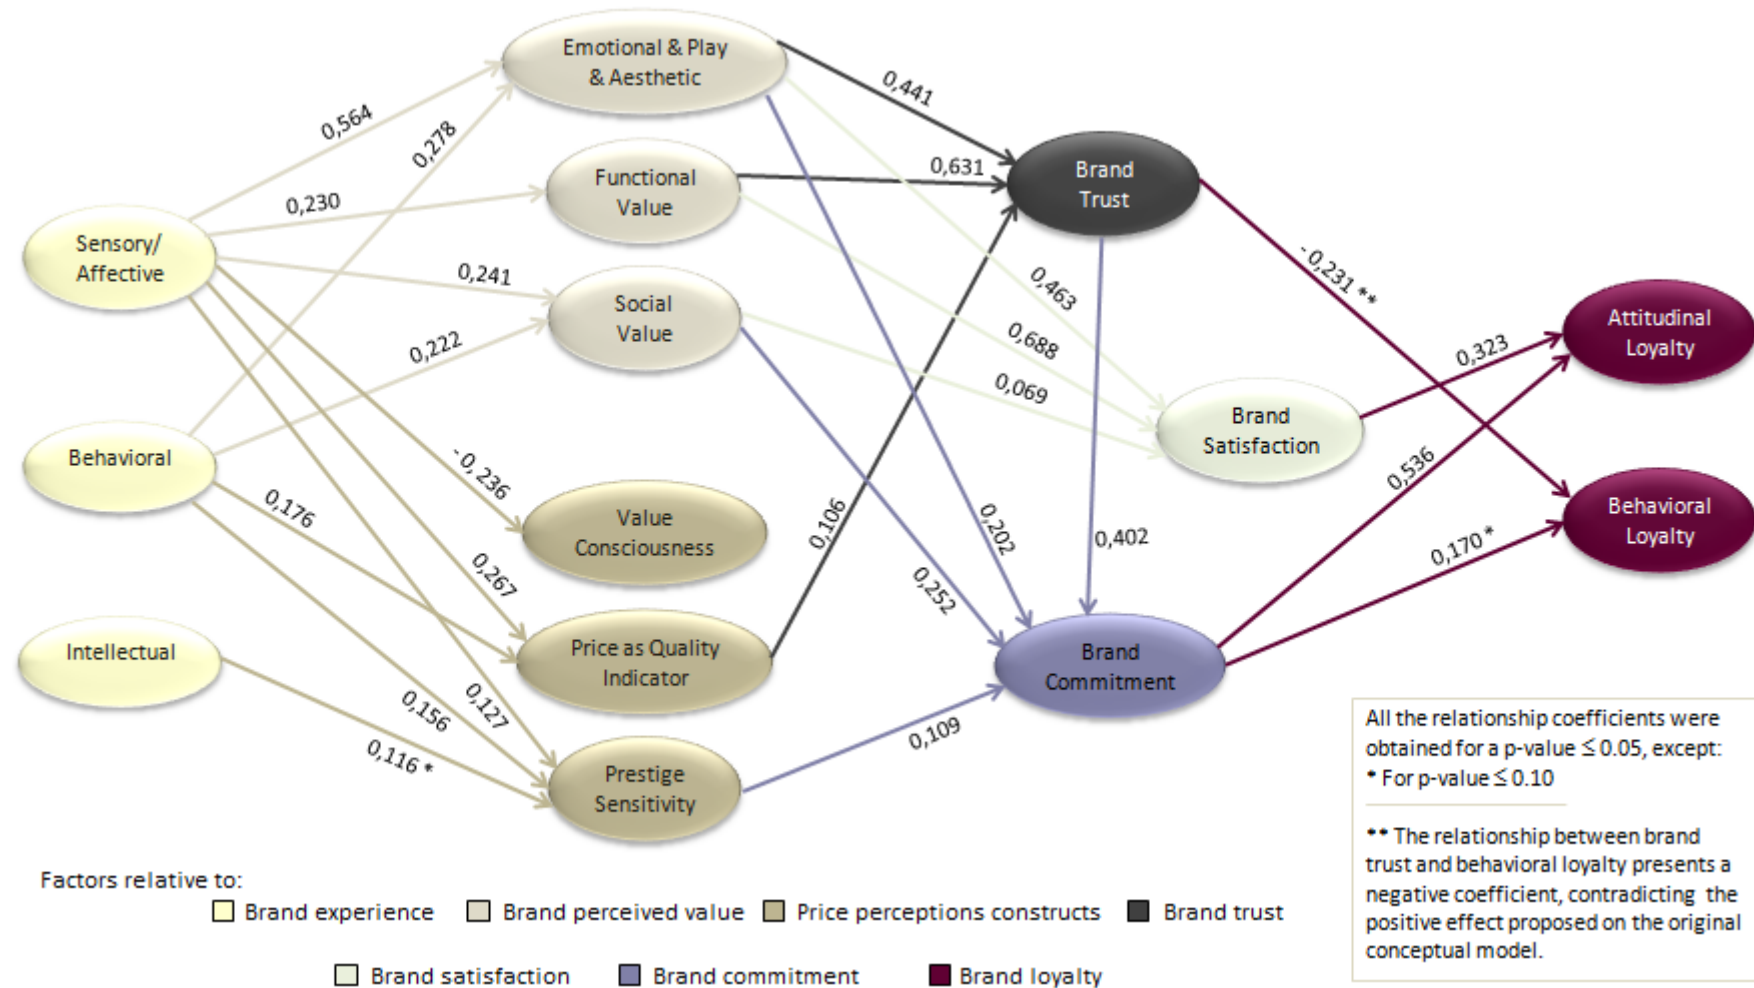 Emotional & Play
& Aesthetic
0,441
0,564
0,278
Functional
Value
0,631
Brand
Trust
0,230
Sensory/
Affective
0,241
Social
Value
0,463
- 0,231 **
0,222
0,688
0,069
Attitudinal
Loyalty
0,323
Behavioral
Brand
Satisfaction
- 0,236
0,536
0,176
Value
Consciousness
0,106
0,202
0,402
Behavioral
Loyalty
0,170 *
0,267
0,252
Intellectual
Price as Quality
Indicator
Brand
Commitment
0,156
0,127
0,116 *
0,109
Prestige
Sensitivity
All the relationship coefficients were
obtained for a p-value ≤ 0.05, except:
* For p-value ≤ 0.10
** The relationship between brand
trust and behavioral loyalty presents a
negative coefficient, contradicting the
positive effect proposed on the original
conceptual model.
Factors relative to:
Brand experience Brand perceived value Price perceptions constructs Brand trust
Brand satisfaction Brand commitment Brand loyalty